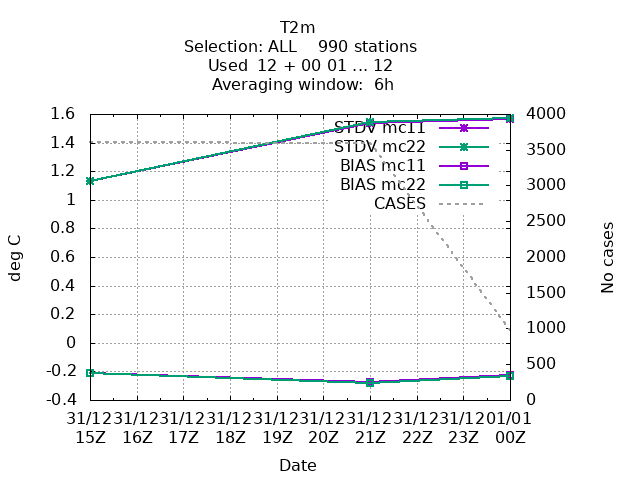 T2m
Selection: ALL    990 stations
Used  12 + 00 01 ... 12
Averaging window:  6h
1.6
1.4
1.2
1
0.8
0.6
0.4
0.2
0
-0.2
-0.4
deg C
STDV mc11
STDV mc22
BIAS mc11
BIAS mc22
CASES
4000
3500
3000
2500
2000
1500
1000
500
0
No cases
31/12 31/12 31/12 31/12 31/12 31/12 31/12 31/12 31/12 01/01
15Z 16Z 17Z 18Z 19Z 20Z 21Z 22Z 23Z 00Z
Date